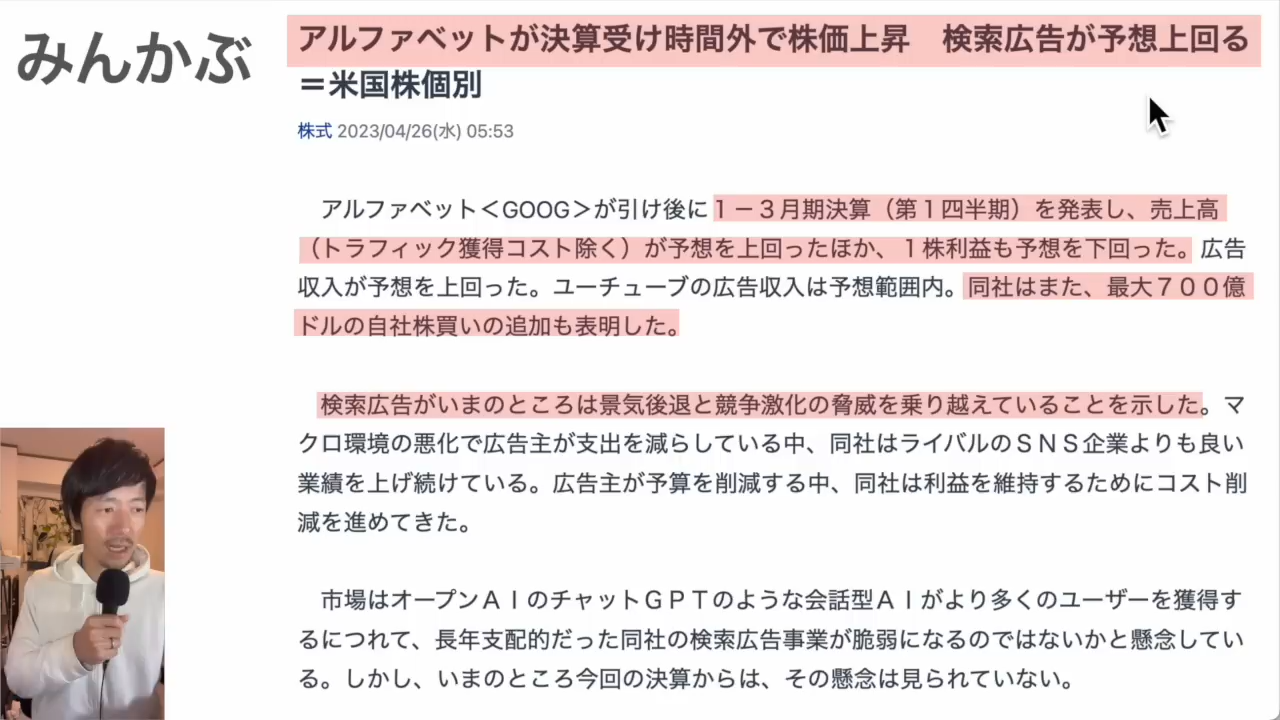 みんかぶ
アルファベットが決算受け時間外で株価上昇　検索広告が予想上回る
＝米国株個別
株式 2023/04/26(水) 05:53
アルファベット＜GOOG＞が引け後に１－３月期決算（第１四半期）を発表し、売上高
（トラフィック獲得コスト除く）が予想を上回ったほか、１株利益も予想を下回った。広告
収入が予想を上回った。ユーチューブの広告収入は予想範囲内。同社はまた、最大７００億
ドルの自社株買いの追加も表明した。
検索広告がいまのところは景気後退と競争激化の脅威を乗り越えていることを示した。マ
クロ環境の悪化で広告主が支出を減らしている中、同社はライバルのＳＮＳ企業よりも良い
業績を上げ続けている。広告主が予算を削減する中、同社は利益を維持するためにコスト削
減を進めてきた。
市場はオープンＡＩのチャットＧＰＴのような会話型ＡＩがより多くのユーザーを獲得す
るにつれて、長年支配的だった同社の検索広告事業が脆弱になるのではないかと懸念してい
る。しかし、いまのところ今回の決算からは、その懸念は見られていない。